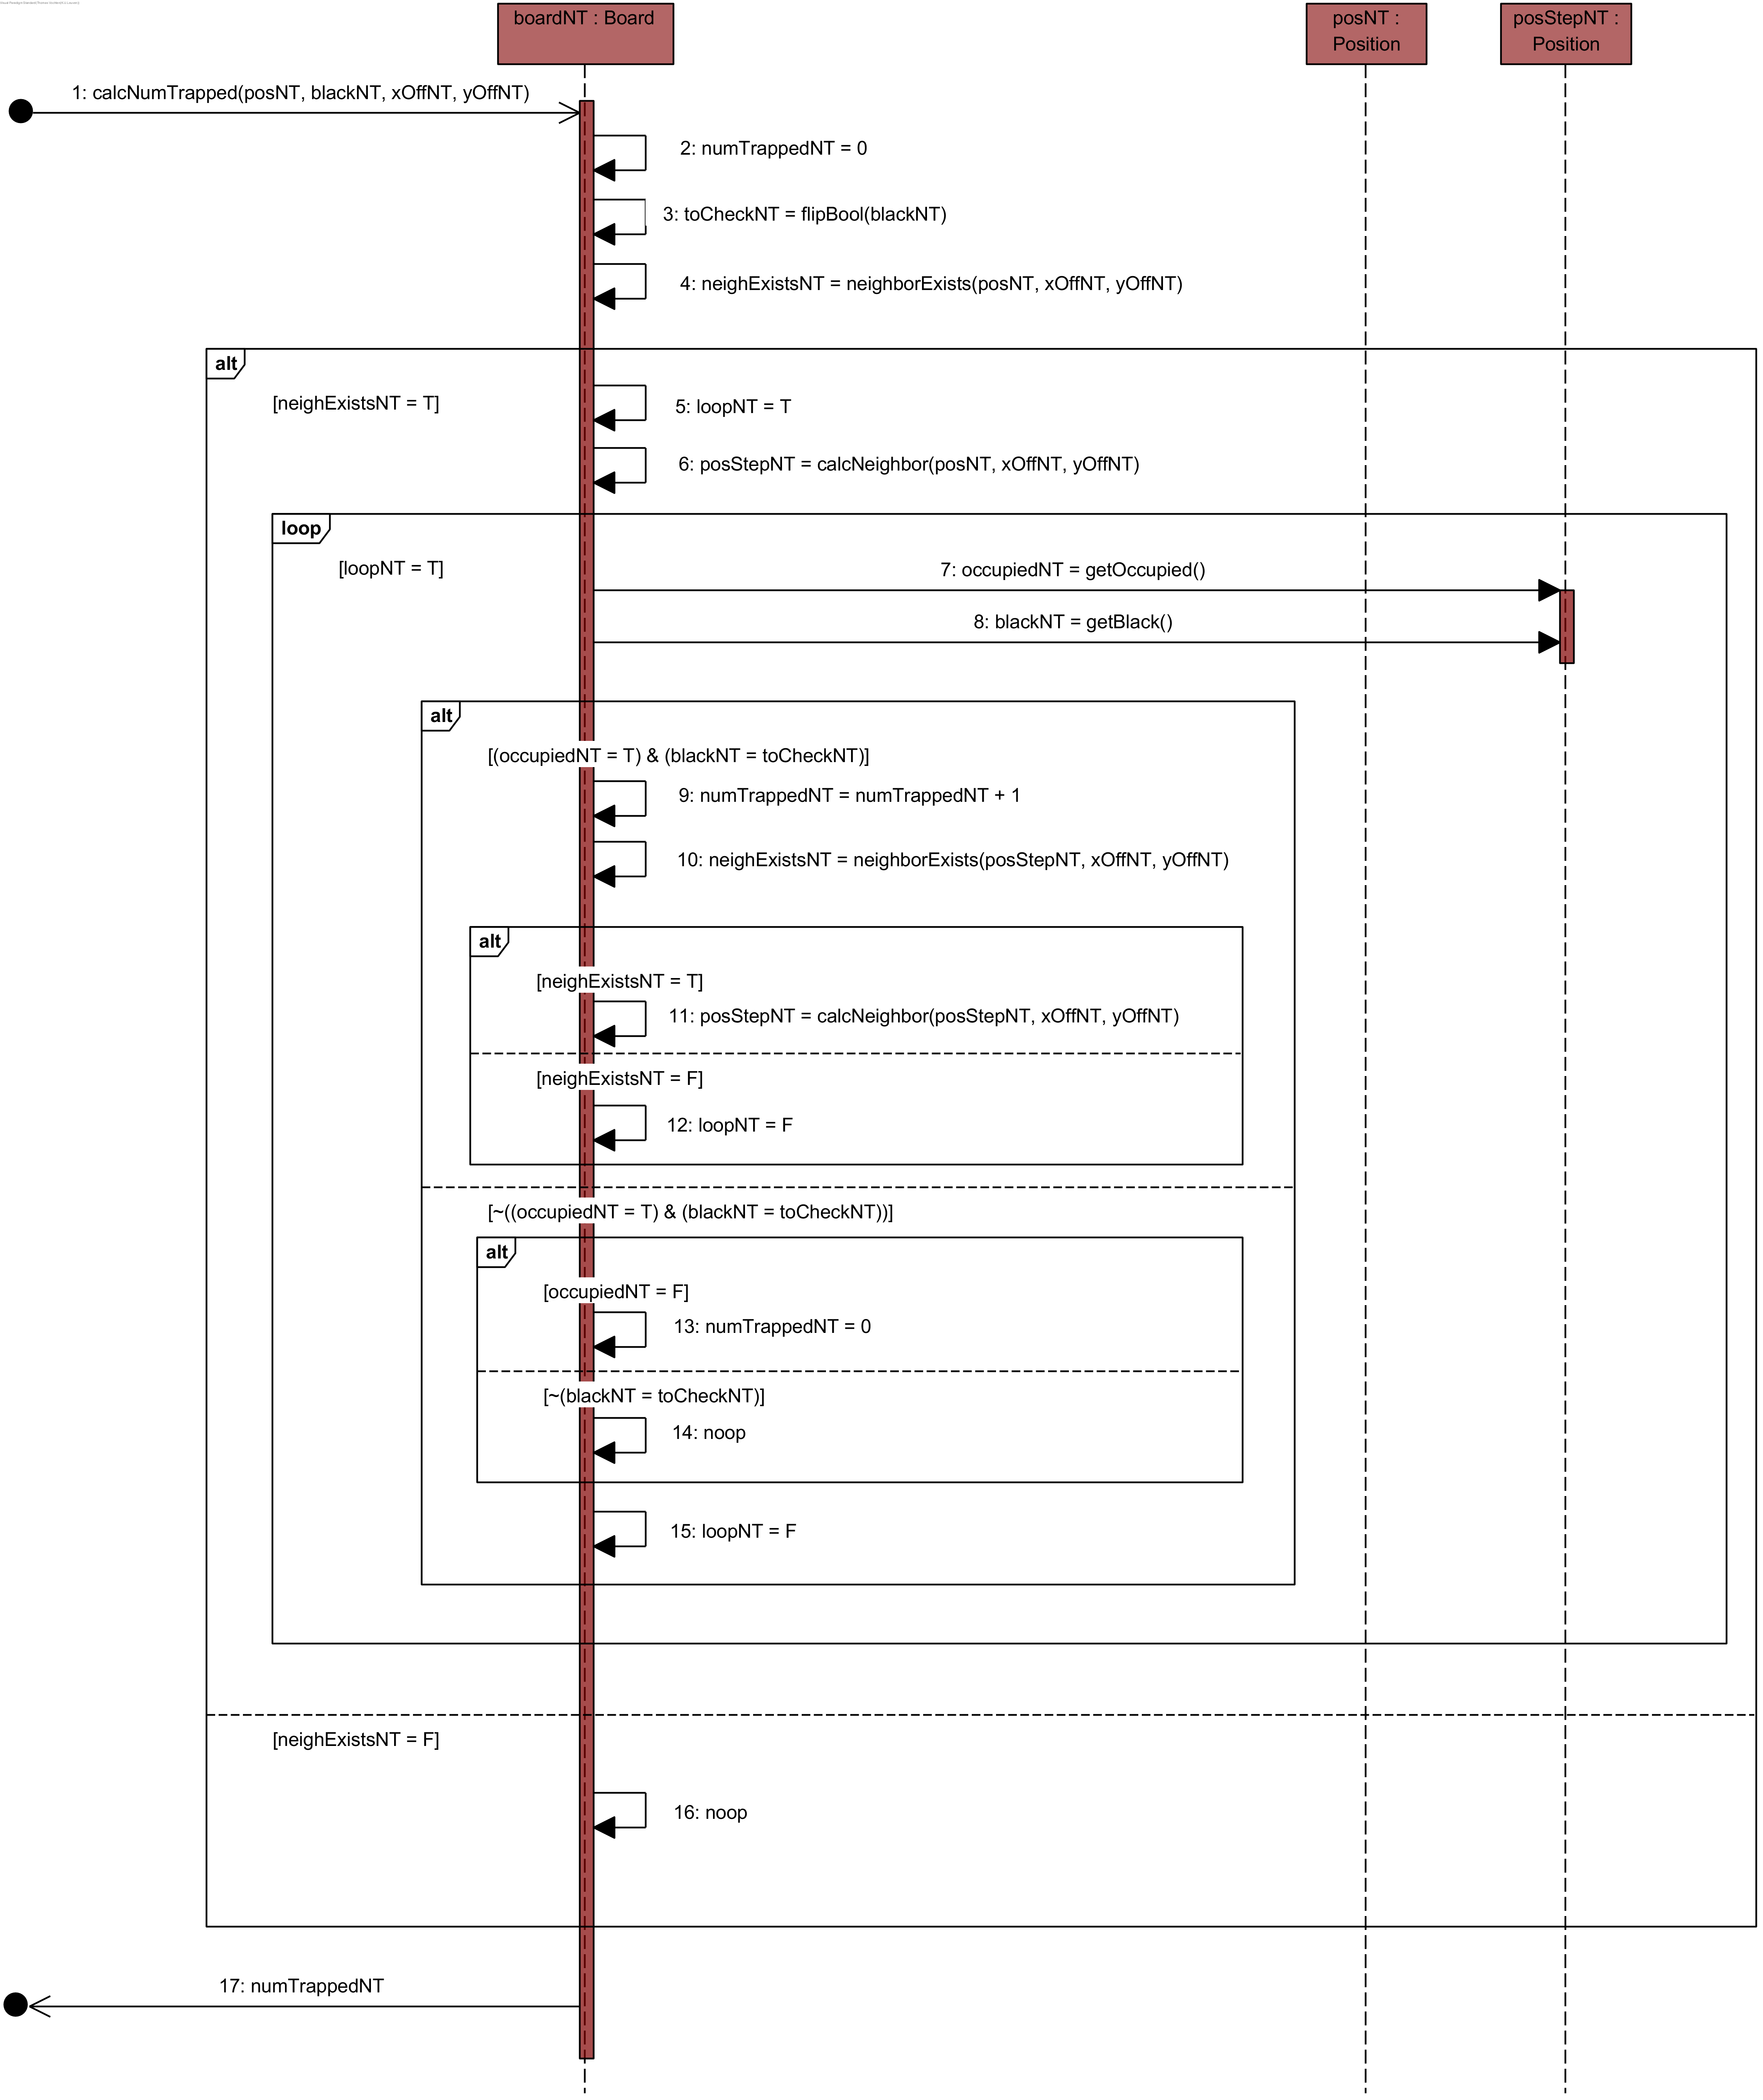 boardNT : Board
posNT :
Position
posStepNT :
Position
1: calcNumTrapped(posNT, blackNT, xOffNT, yOffNT)
2: numTrappedNT = 0
3: toCheckNT = flipBool(blackNT)
4: neighExistsNT = neighborExists(posNT, xOffNT, yOffNT)
alt
[neighExistsNT = T]
5: loopNT = T
6: posStepNT = calcNeighbor(posNT, xOffNT, yOffNT)
loop
[loopNT = T]
7: occupiedNT = getOccupied()
8: blackNT = getBlack()
alt
[(occupiedNT = T) & (blackNT = toCheckNT)]
9: numTrappedNT = numTrappedNT + 1
10: neighExistsNT = neighborExists(posStepNT, xOffNT, yOffNT)
alt
[neighExistsNT = T]
11: posStepNT = calcNeighbor(posStepNT, xOffNT, yOffNT)
[neighExistsNT = F]
12: loopNT = F
[~((occupiedNT = T) & (blackNT = toCheckNT))]
alt
[occupiedNT = F]
13: numTrappedNT = 0
[~(blackNT = toCheckNT)]
14: noop
15: loopNT = F
[neighExistsNT = F]
16: noop
17: numTrappedNT